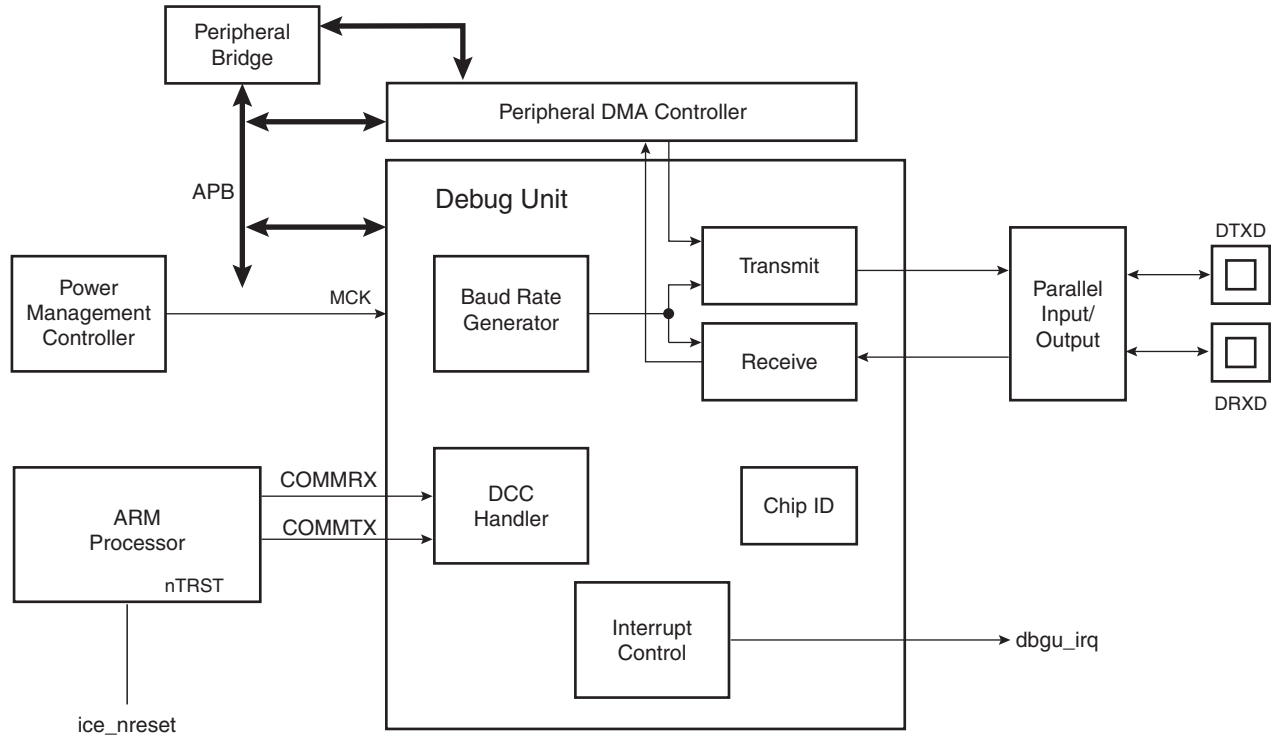 Peripheral
Bridge
Peripheral DMA Controller
APB
Debug Unit
DTXD
Transmit
Power
Management
Controller
MCK
Baud Rate
Generator
Parallel
Input/
Output
Receive
DRXD
COMMRX
DCC
Handler
Chip ID
ARM
Processor
COMMTX
nTRST
Interrupt
Control
dbgu_irq
ice_nreset